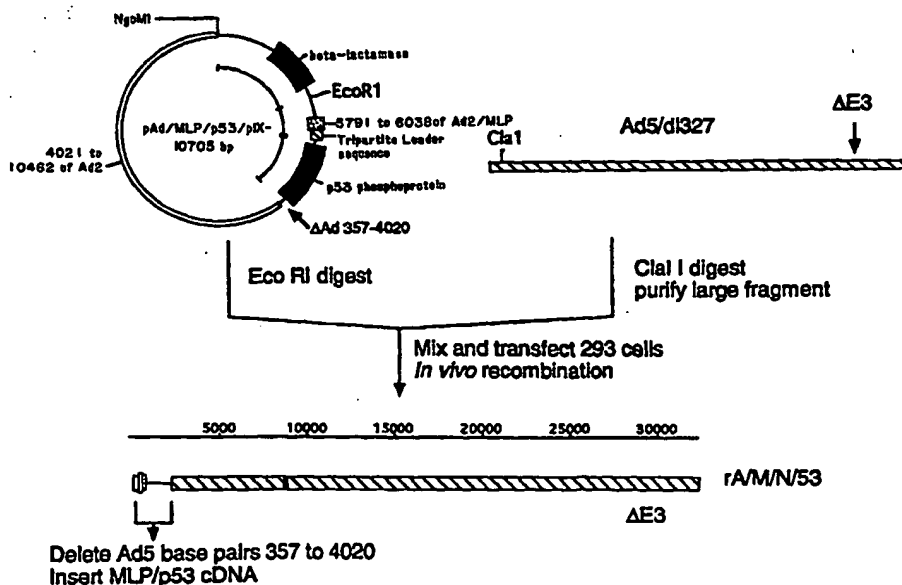 NgoMI
beta-lactamase
EcoR1
5791 to 6038 of Ad2/MLP
Tripartite Leader
sequence
pAd/MLP/p53/pIX-
10705 bp
4021 to
10462 of Ad2
p53 phosphoprotein
ΔAd 357-4020
Ad5/dl327
ΔE3
Cla1
Eco RI digest
Clal I digest
purify large fragment
Mix and transfect 293 cells
In vivo recombination
5000 10000 15000 20000 25000 30000
rA/M/N/53
ΔE3
Delete Ad5 base pairs 357 to 4020
Insert MLP/p53 cDNA